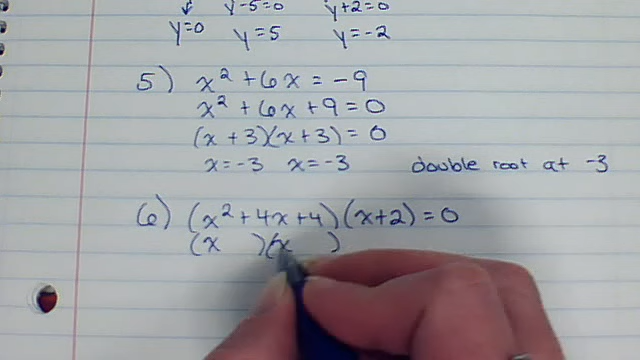 y-5=0 y+2=0
y=0 y=5 y=-2
5) x² + 6x = -9
x² + 6x + 9 = 0
(x + 3)(x + 3) = 0
x = -3 x = -3 double root at -3
6) (x² + 4x + 4)(x+2) = 0
(x )(x )